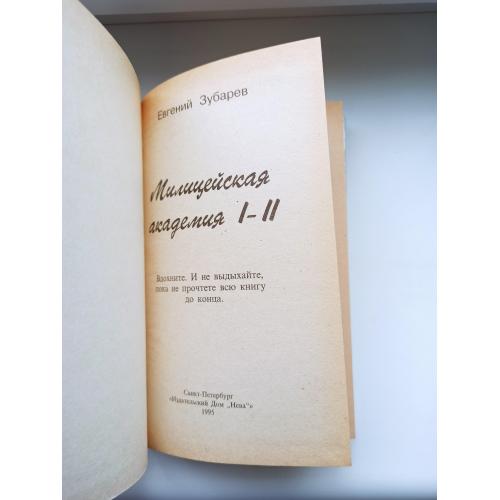 Евгений Зубарев
Милицейская
академия I–II
Вдохните. И не выдыхайте,
пока не прочтете всю книгу
до конца.
Санкт-Петербург
«Издательский Дом „Нева“»
1995